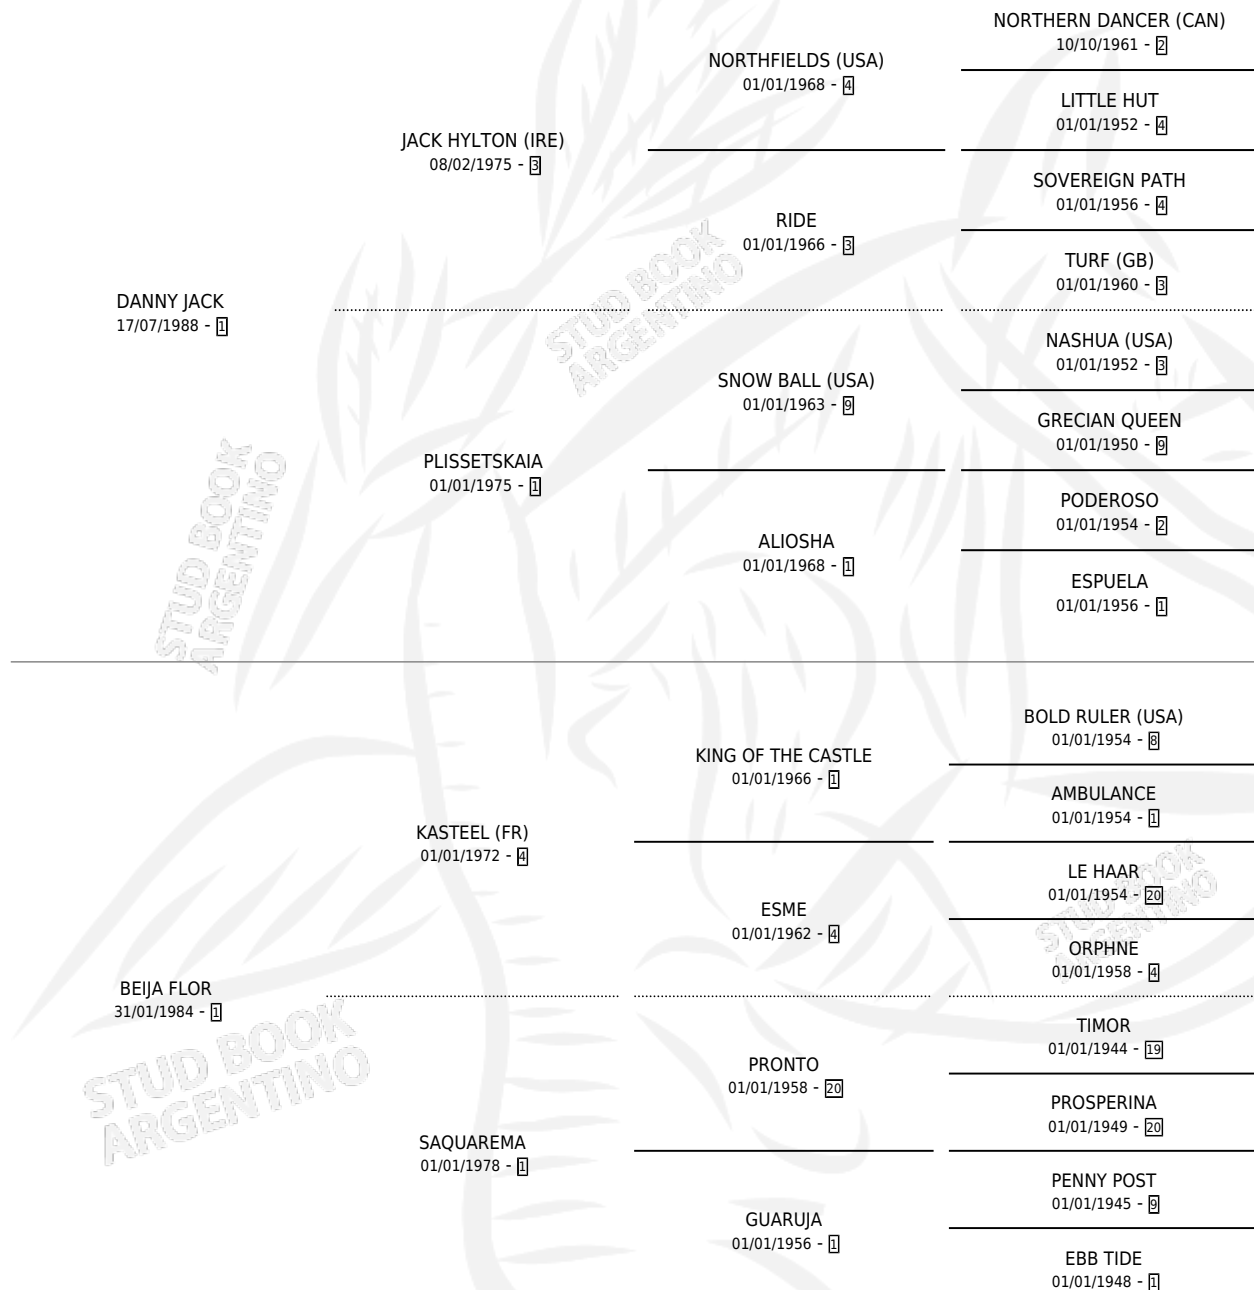 NORTHERN DANCER (CAN)
10/10/1961 - 2
NORTHFIELDS (USA)
01/01/1968 - 4
LITTLE HUT
01/01/1952 - 4
JACK HYLTON (IRE)
08/02/1975 - 3
SOVEREIGN PATH
01/01/1956 - 4
RIDE
01/01/1966 - 3
TURF (GB)
01/01/1960 - 3
DANNY JACK
17/07/1988 - 1
NASHUA (USA)
01/01/1952 - 3
SNOW BALL (USA)
01/01/1963 - 9
GRECIAN QUEEN
01/01/1950 - 9
PLISSETSKAIA
01/01/1975 - 1
PODEROSO
01/01/1954 - 2
ALIOSHA
01/01/1968 - 1
ESPUELA
01/01/1956 - 1
BOLD RULER (USA)
01/01/1954 - 8
KING OF THE CASTLE
01/01/1966 - 1
AMBULANCE
01/01/1954 - 1
KASTEEL (FR)
01/01/1972 - 4
LE HAAR
01/01/1954 - 20
ESME
01/01/1962 - 4
ORPHNE
01/01/1958 - 4
BEIJA FLOR
31/01/1984 - 1
TIMOR
01/01/1944 - 19
PRONTO
01/01/1958 - 20
PROSPERINA
01/01/1949 - 20
SAQUAREMA
01/01/1978 - 1
PENNY POST
01/01/1945 - 9
GUARUJA
01/01/1956 - 1
EBB TIDE
01/01/1948 - 1
STUD BOOK
ARGENTINO
STUD BOOK
ARGENTINO
STUD BOOK
ARGENTINO
STUD BOOK
ARGENTINO